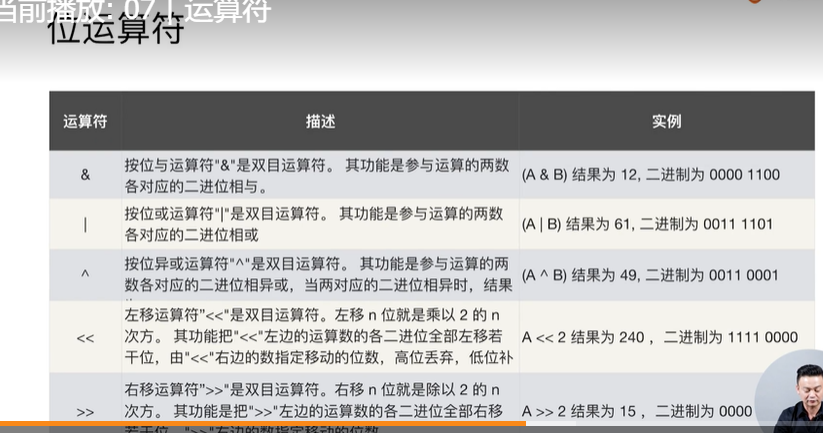 当前播放: 07 | 运算符
位运算符
运算符 描述 实例
& 按位与运算符"&"是双目运算符。 其功能是参与运算的两数 (A & B) 结果为 12, 二进制为 0000 1100
各对应的二进位相与。
| 按位或运算符"|"是双目运算符。 其功能是参与运算的两数 (A | B) 结果为 61, 二进制为 0011 1101
各对应的二进位相或
^ 按位异或运算符"^"是双目运算符。 其功能是参与运算的两 (A ^ B) 结果为 49, 二进制为 0011 0001
数各对应的二进位相异或，当两对应的二进位相异时，结果
左移运算符”<<"是双目运算符。左移 n 位就是乘以 2 的 n
<< 次方。 其功能把"<<"左边的运算数的各二进位全部左移若 A << 2 结果为 240 ，二进制为 1111 0000
干位，由"<<"右边的数指定移动的位数，高位丢弃，低位补
右移运算符”>>"是双目运算符。右移 n 位就是除以 2 的 n
>> 次方。 其功能是把">>"左边的运算数的各二进位全部右移 A >> 2 结果为 15 ，二进制为 0000
若干位，">>"右边的数指定移动的位数